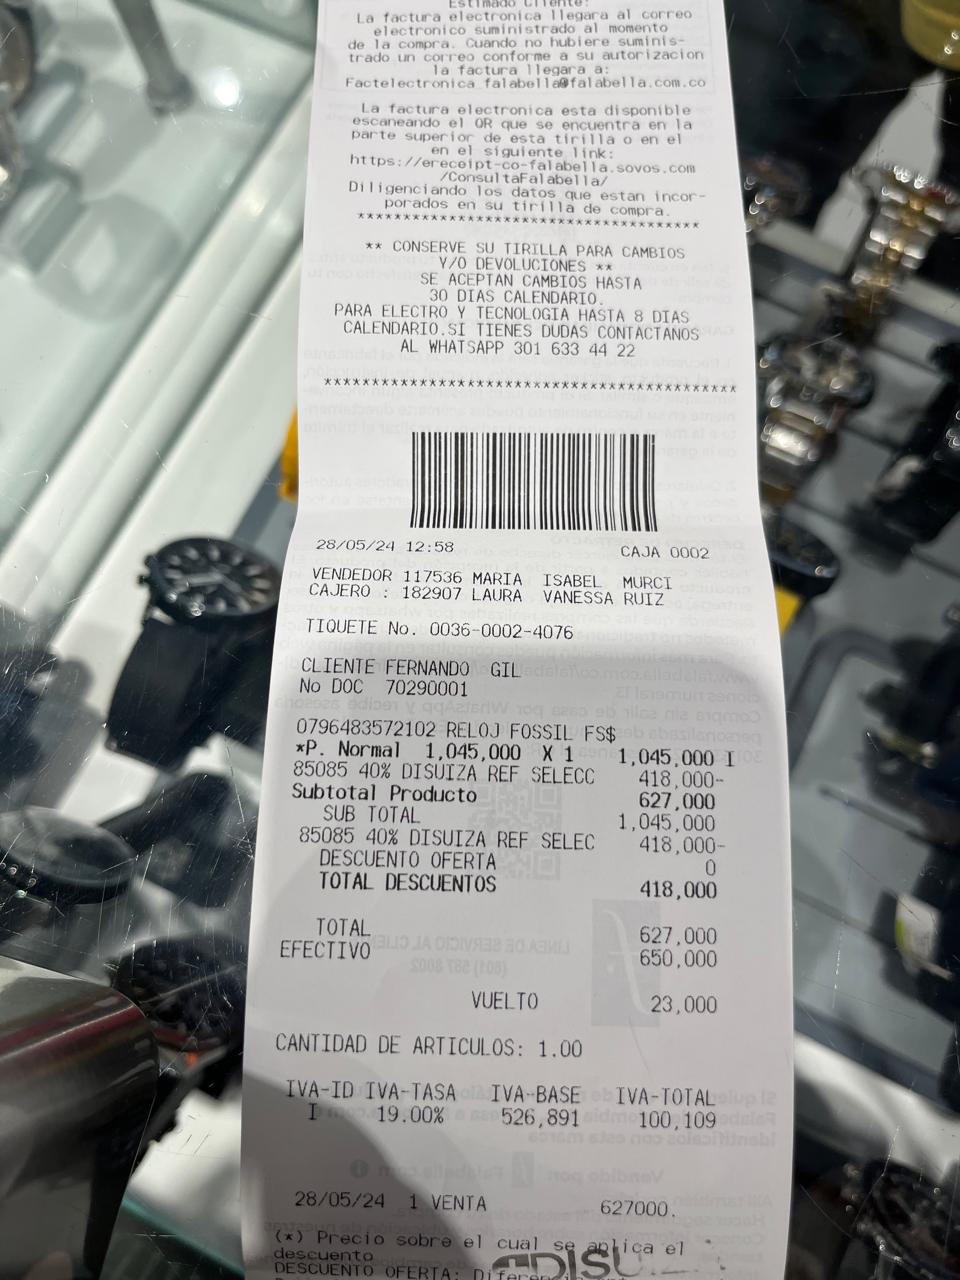 Estimado Cliente:
La factura electronica llegara al correo
electronico suministrado al momento
de la compra. Cuando no hubiere suminis-
trado un correo conforme a su autorizacion
la factura llegara a:
Factelectronica_falabella@falabella.com.co
La factura electronica esta disponible
escaneando el QR que se encuentra en la
parte superior de esta tirilla o en el
en el siguiente link:
https://ereceipt-co-falabella.sovos.com
/ConsultaFalabella/
Diligenciando los datos que estan incor-
porados en su tirilla de compra.
****************************************
** CONSERVE SU TIRILLA PARA CAMBIOS
Y/O DEVOLUCIONES **
SE ACEPTAN CAMBIOS HASTA
30 DIAS CALENDARIO.
PARA ELECTRO Y TECNOLOGIA HASTA 8 DIAS
CALENDARIO.SI TIENES DUDAS CONTACTANOS
AL WHATSAPP 301 633 44 22
****************************************
28/05/24 12:58 CAJA 0002
VENDEDOR 117536 MARIA ISABEL MURCI
CAJERO : 182907 LAURA VANESSA RUIZ
TIQUETE No. 0036-0002-4076
CLIENTE FERNANDO GIL
No DOC 70290001
0796483572102 RELOJ FOSSIL FS$
*P. Normal 1,045,000 X 1 1,045,000 I
85085 40% DISUIZA REF SELECC 418,000-
Subtotal Producto 627,000
SUB TOTAL 1,045,000
85085 40% DISUIZA REF SELEC 418,000-
DESCUENTO OFERTA 0
TOTAL DESCUENTOS 418,000
TOTAL 627,000
EFECTIVO 650,000
VUELTO 23,000
CANTIDAD DE ARTICULOS: 1.00
IVA-ID IVA-TASA IVA-BASE IVA-TOTAL
I 19.00% 526,891 100,109
28/05/24 1 VENTA 627000.
(*) Precio sobre el cual se aplica el
descuento
DESCUENTO OFERTA: